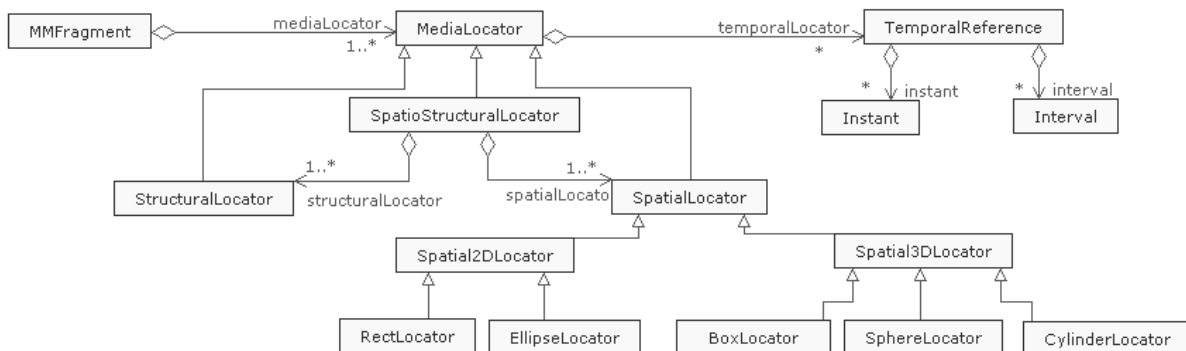 MMFragment
mediaLocator
1..*
MediaLocator
temporalLocator
*
TemporalReference
* instant
* interval
Instant
Interval
SpatioStructuralLocator
1..*
structuralLocator
1..*
spatialLocato
StructuralLocator
SpatialLocator
Spatial2DLocator
Spatial3DLocator
RectLocator
EllipseLocator
BoxLocator
SphereLocator
CylinderLocator